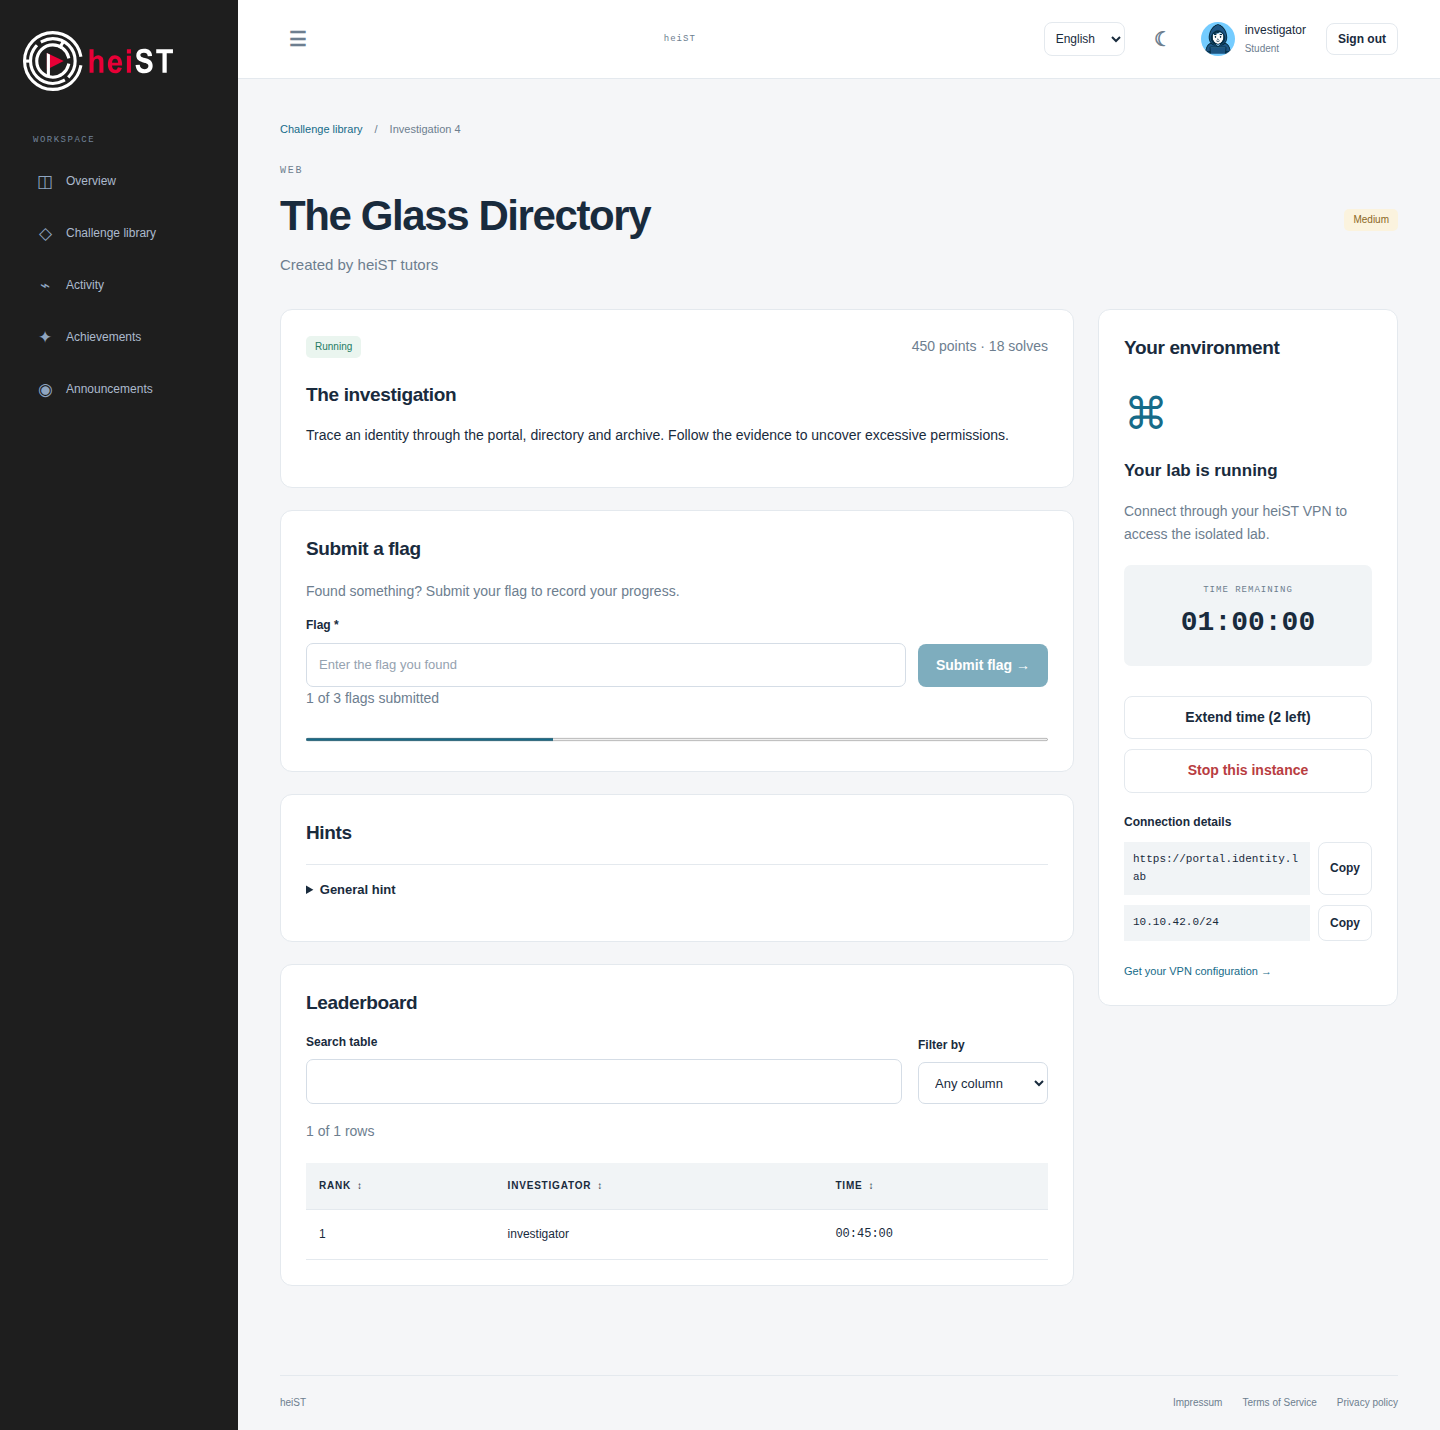 heiST
WORKSPACE
Overview
Challenge library
Activity
Achievements
Announcements
heiST
English
investigator
Student
Sign out
Challenge library / Investigation 4
WEB
The Glass Directory
Medium
Created by heiST tutors
Running
450 points · 18 solves
The investigation
Trace an identity through the portal, directory and archive. Follow the evidence to uncover excessive permissions.
Submit a flag
Found something? Submit your flag to record your progress.
Flag *
Enter the flag you found
Submit flag →
1 of 3 flags submitted
Hints
General hint
Leaderboard
Search table
Filter by
Any column
1 of 1 rows
RANK ↕ INVESTIGATOR ↕ TIME ↕
1 investigator 00:45:00
Your environment
Your lab is running
Connect through your heiST VPN to
access the isolated lab.
TIME REMAINING
01:00:00
Extend time (2 left)
Stop this instance
Connection details
https://portal.identity.l
ab
Copy
10.10.42.0/24
Copy
Get your VPN configuration →
heiST
Impressum Terms of Service Privacy policy